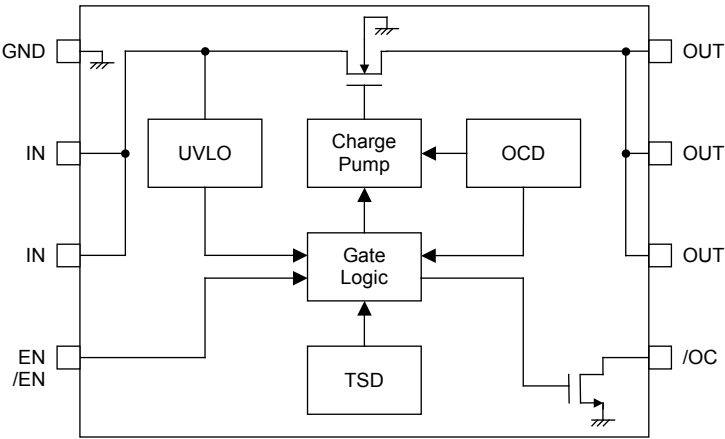 GND
OUT
IN
UVLO
Charge
Pump
OCD
OUT
IN
Gate
Logic
OUT
EN
/EN
TSD
/OC